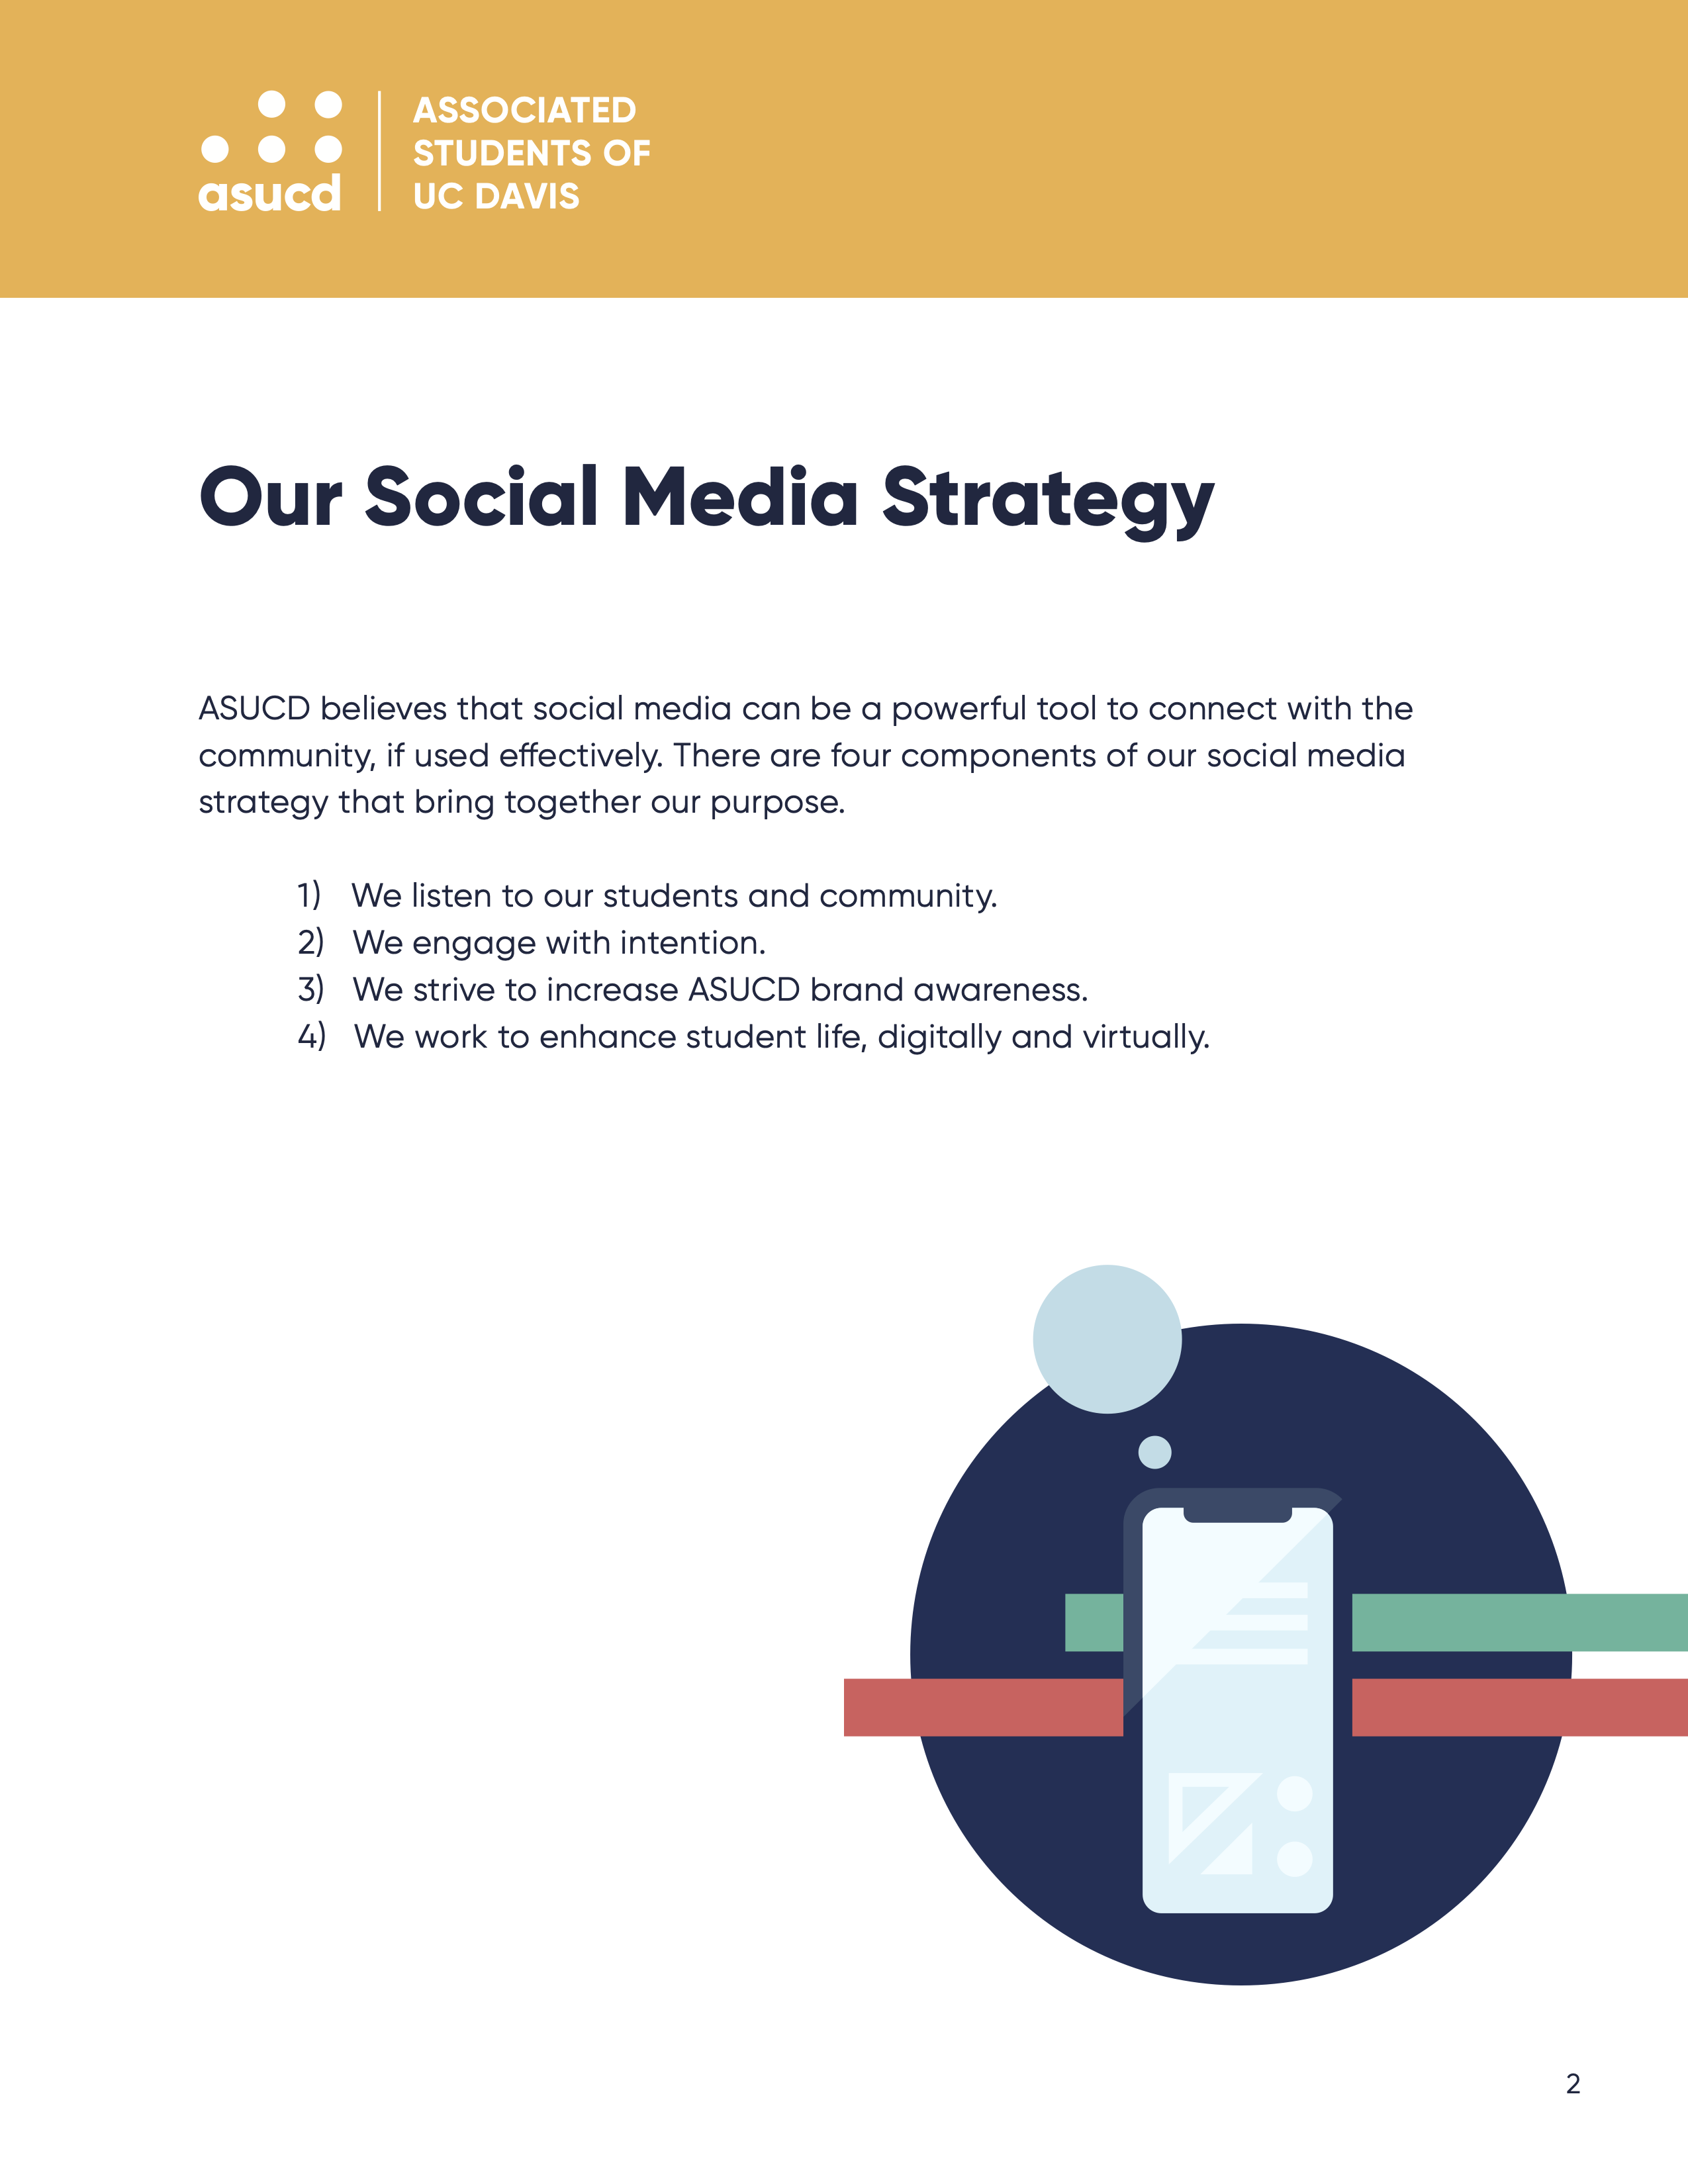 asucd
ASSOCIATED
STUDENTS OF
UC DAVIS
Our Social Media Strategy
ASUCD believes that social media can be a powerful tool to connect with the
community, if used effectively. There are four components of our social media
strategy that bring together our purpose.
1) We listen to our students and community.
2) We engage with intention.
3) We strive to increase ASUCD brand awareness.
4) We work to enhance student life, digitally and virtually.
2